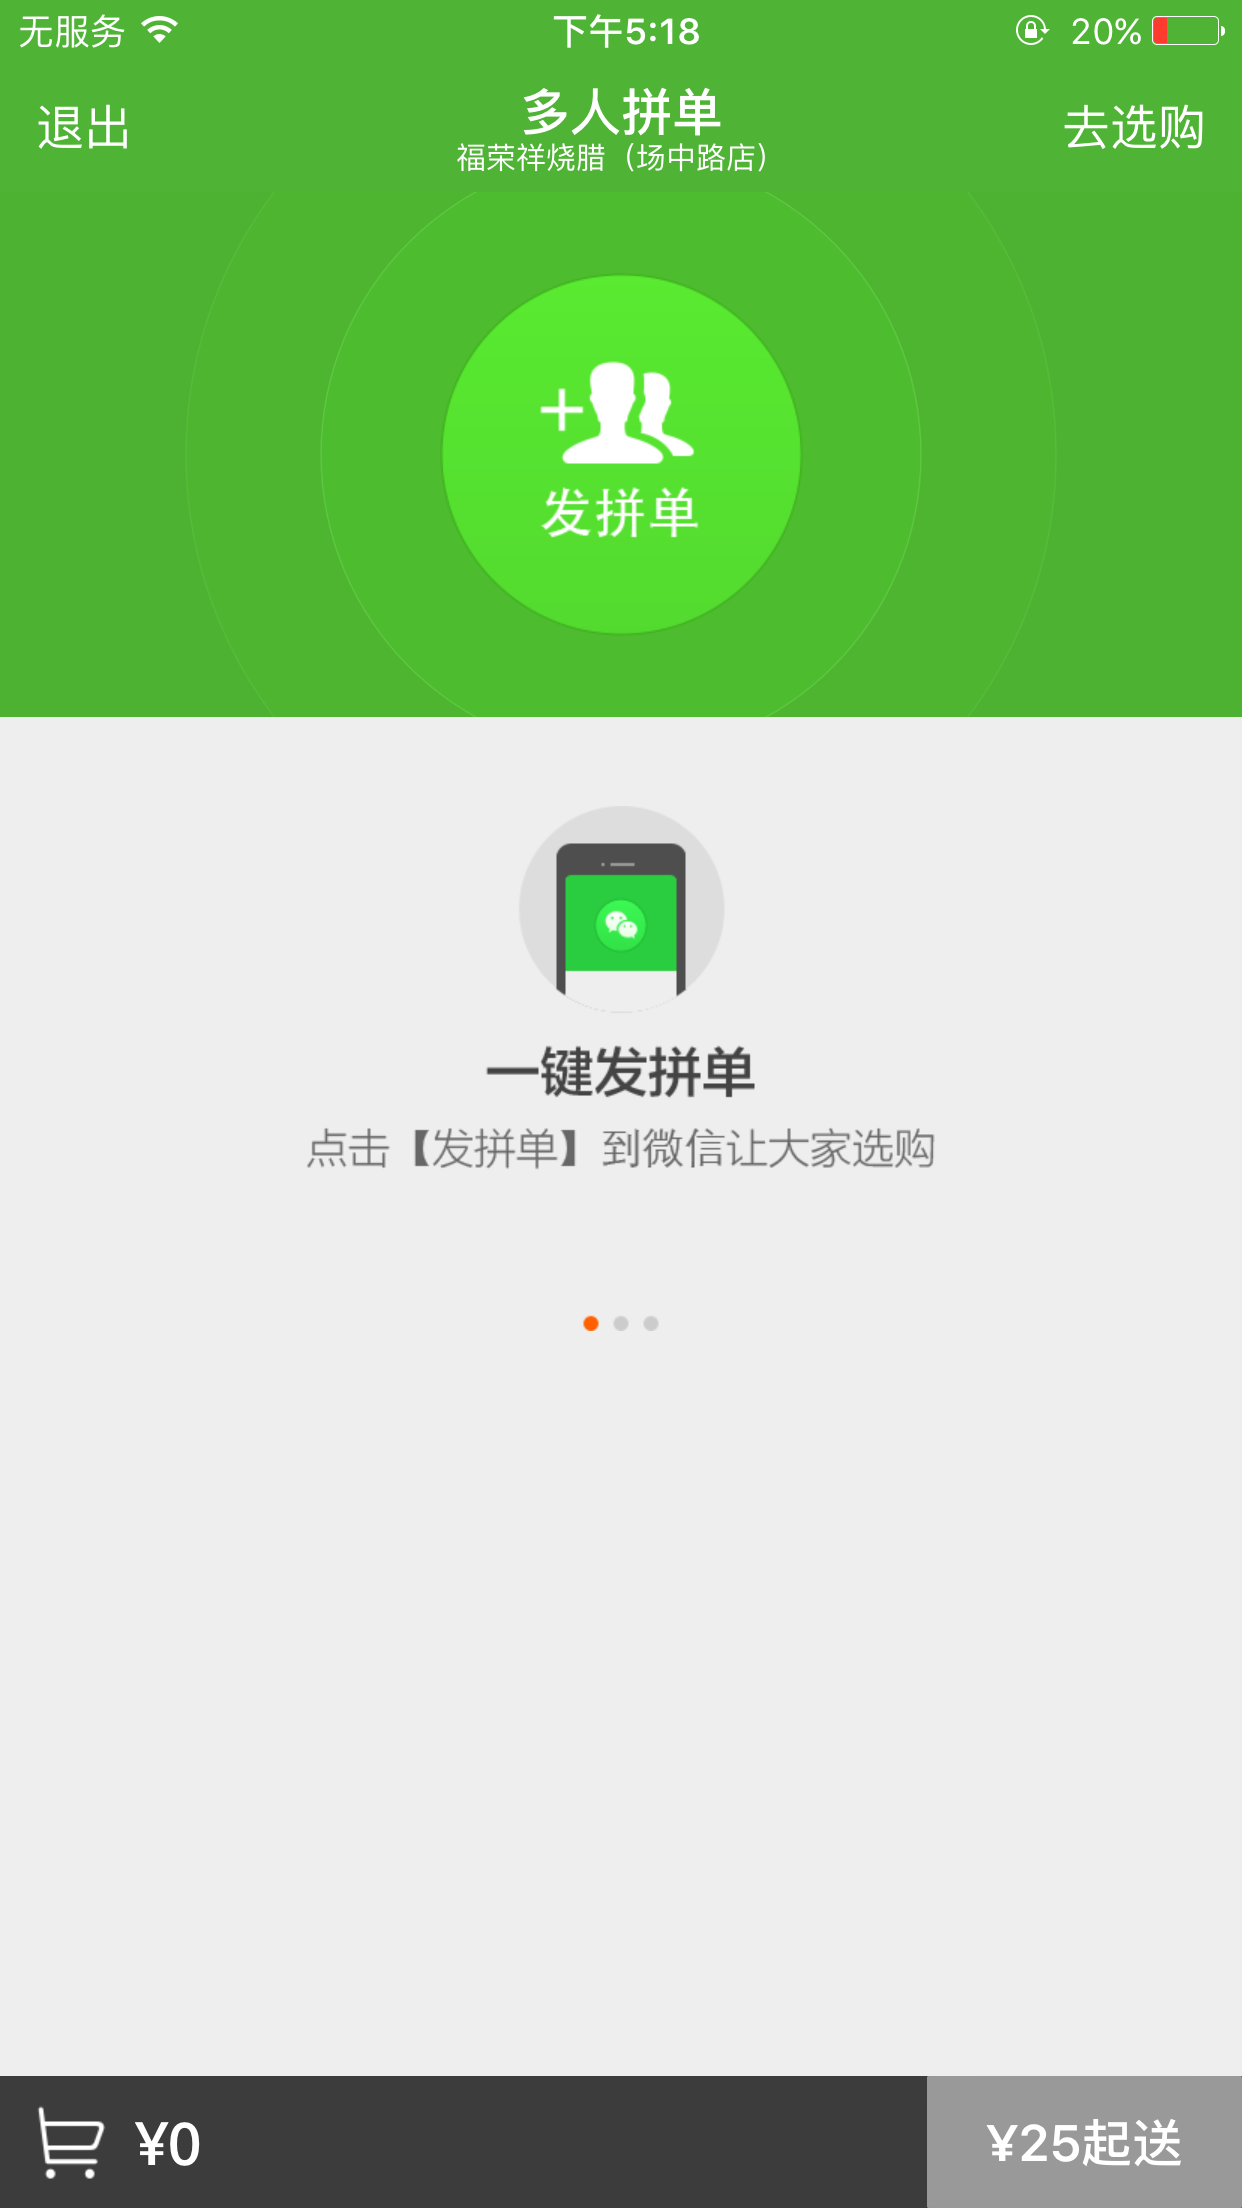 无服务 下午5:18 20%
退出 多人拼单 去选购
福荣祥烧腊（场中路店）
发拼单
一键发拼单
点击【发拼单】到微信让大家选购
¥0 ¥25起送